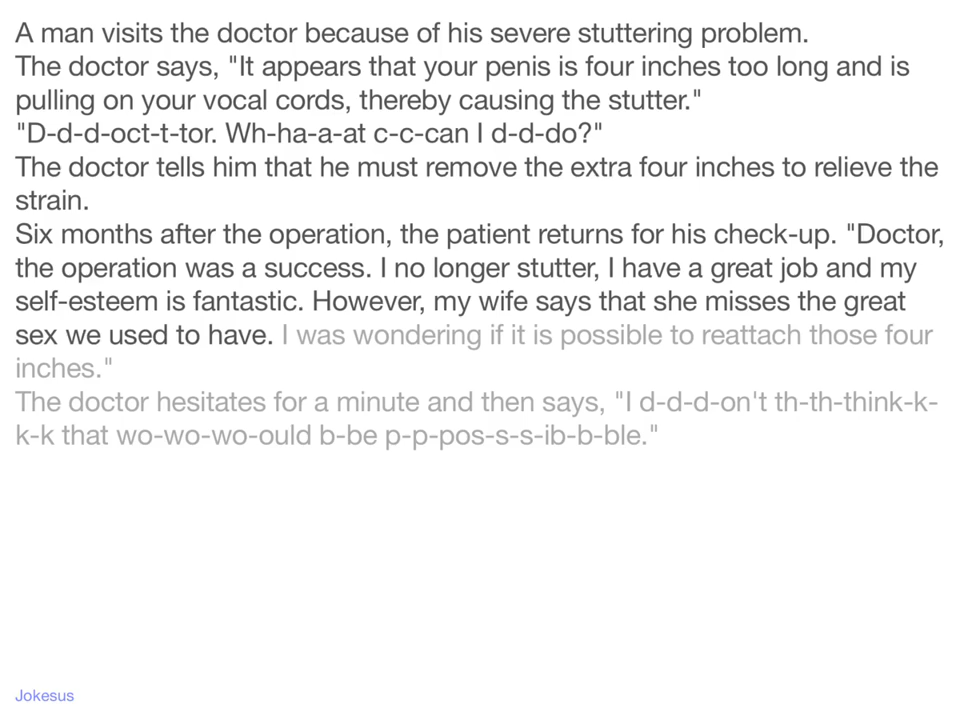 A man visits the doctor because of his severe stuttering problem.
The doctor says, "It appears that your penis is four inches too long and is
pulling on your vocal cords, thereby causing the stutter."
"D-d-d-oct-t-tor. Wh-ha-a-at c-c-can I d-d-do?"
The doctor tells him that he must remove the extra four inches to relieve the
strain.
Six months after the operation, the patient returns for his check-up. "Doctor,
the operation was a success. I no longer stutter, I have a great job and my
self-esteem is fantastic. However, my wife says that she misses the great
sex we used to have. I was wondering if it is possible to reattach those four
inches."
The doctor hesitates for a minute and then says, "I d-d-d-on't th-th-think-k-
k-k that wo-wo-wo-ould b-be p-p-pos-s-s-ib-b-ble."
Jokesus